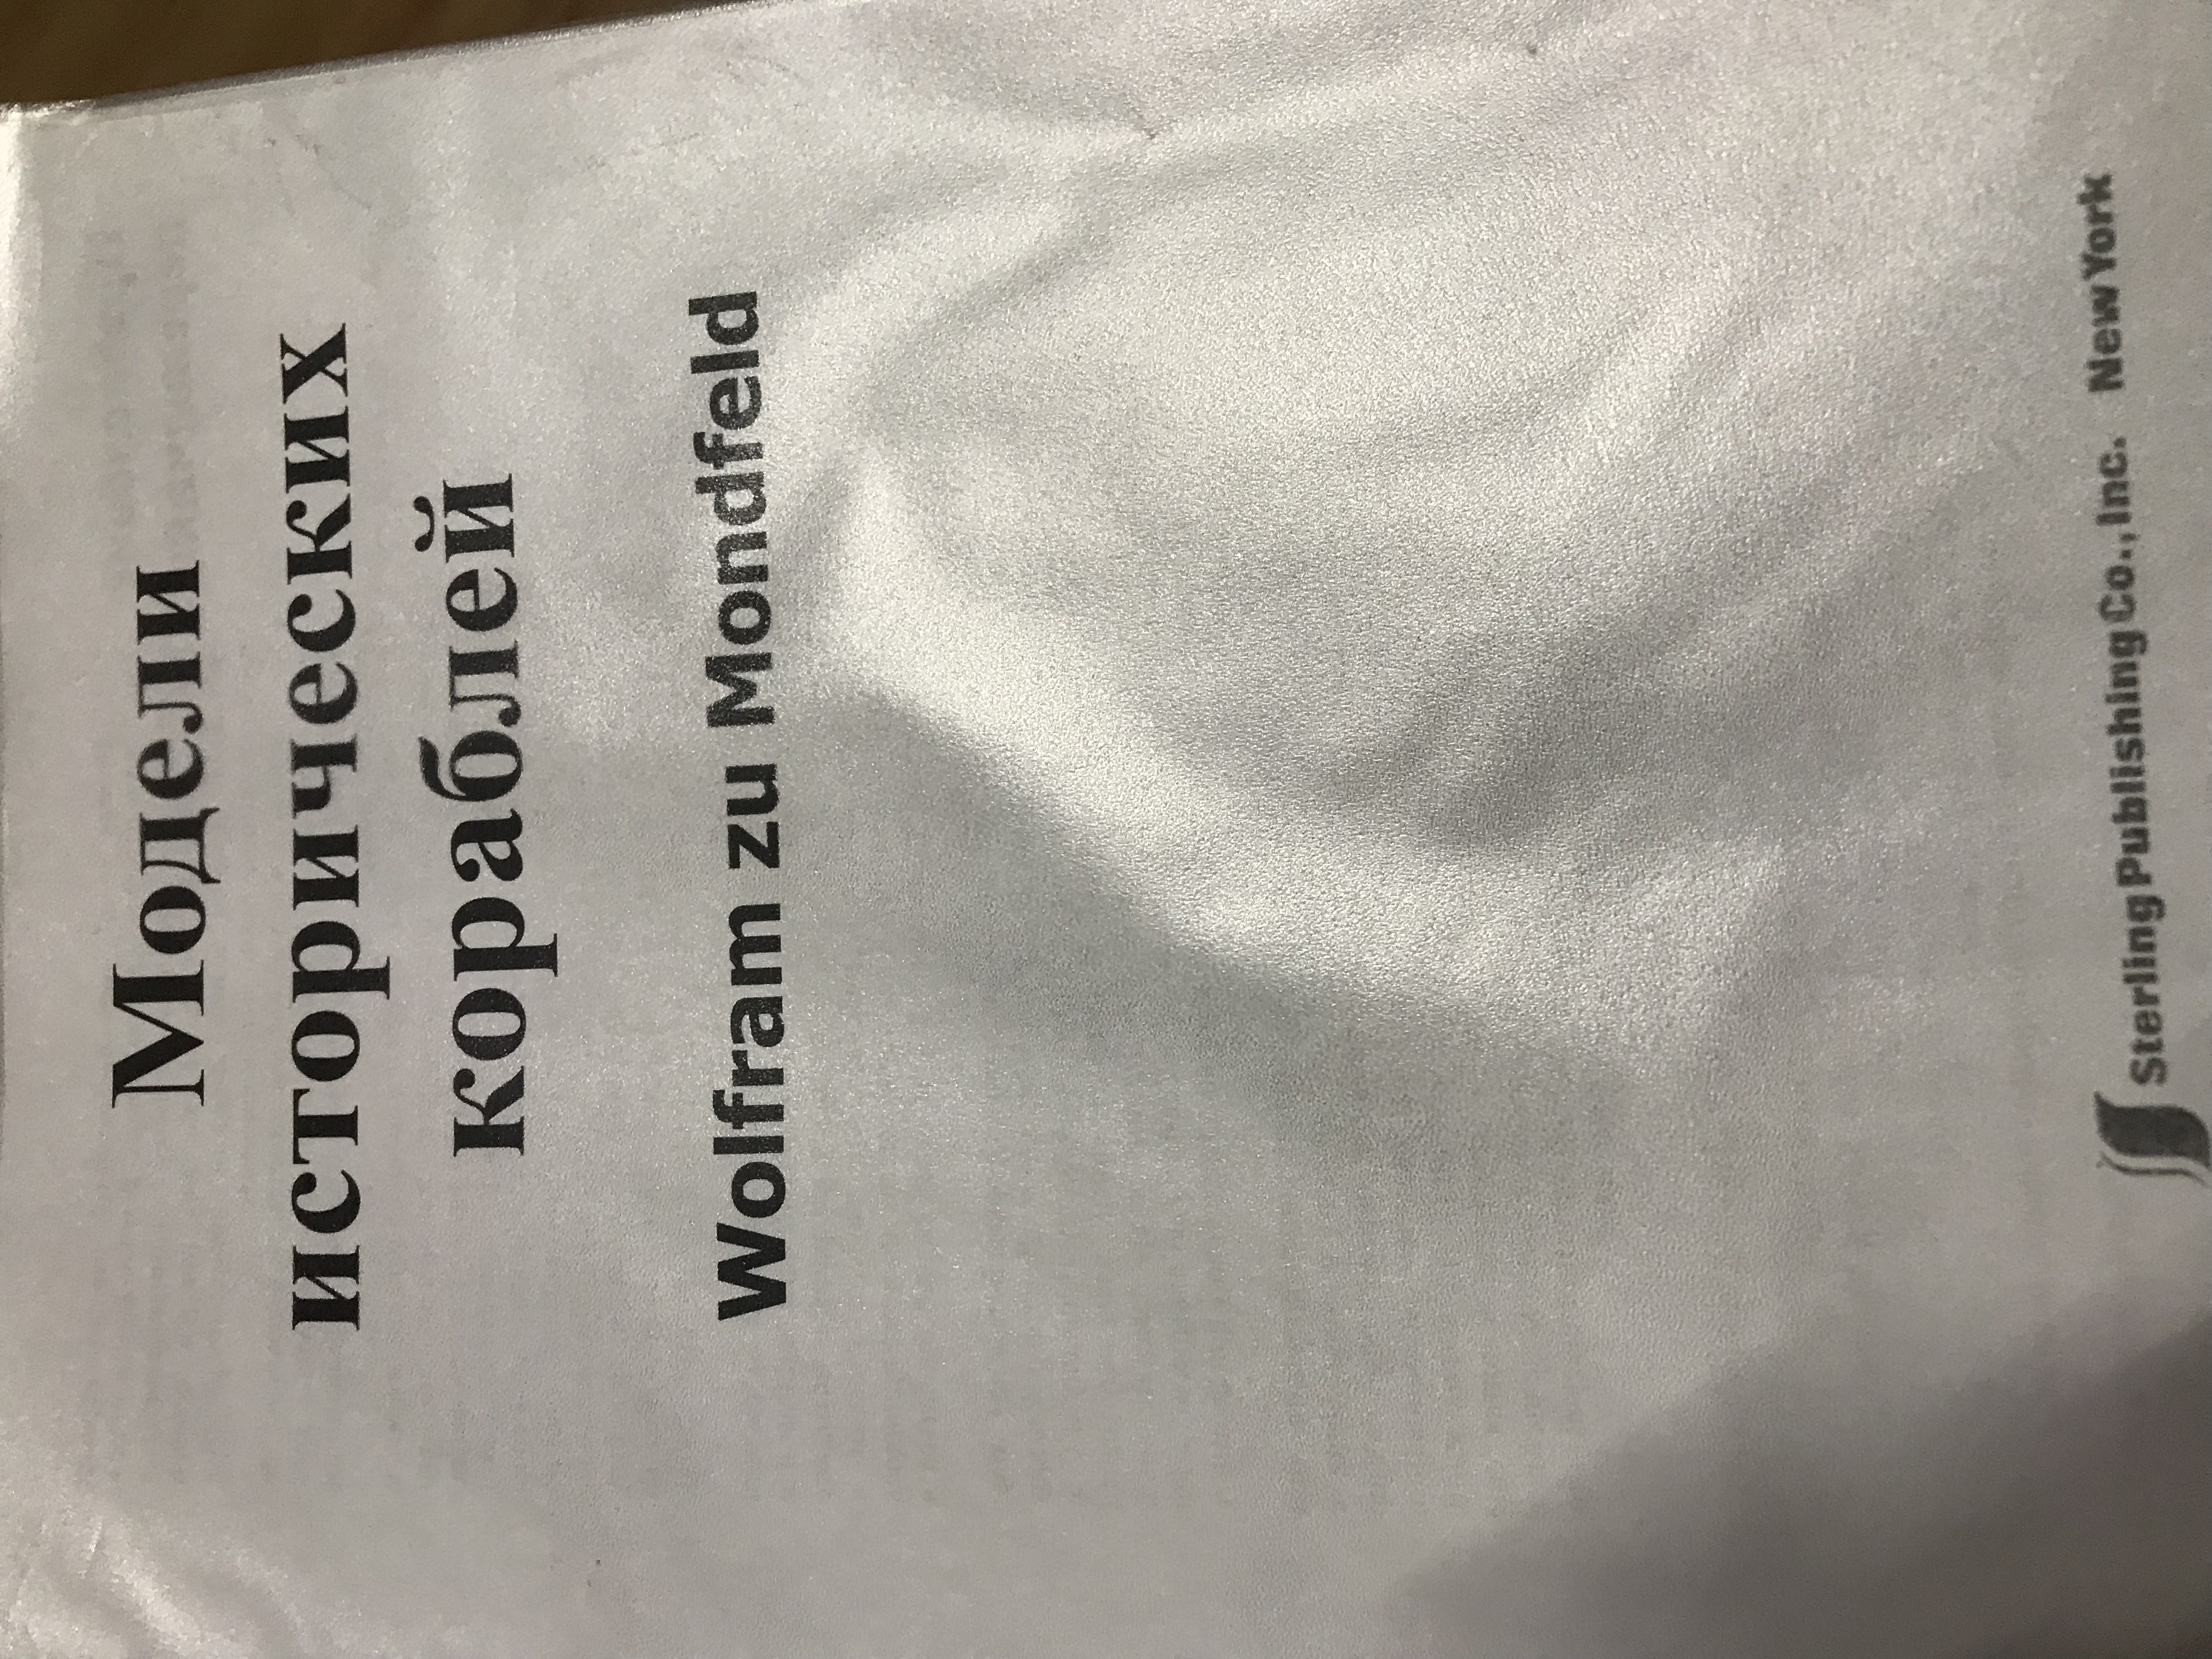 Модели
исторических
кораблей
Wolfram zu Mondfeld
Sterling Publishing Co., Inc. New York